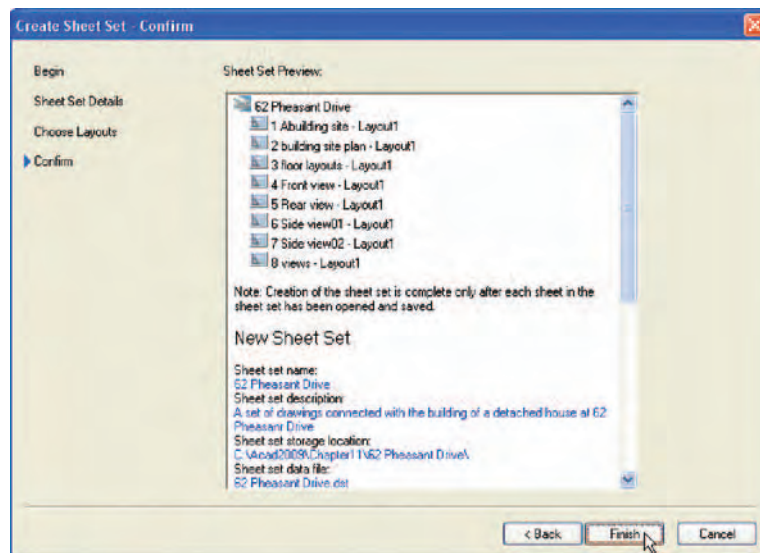 Create Sheet Set - Confirm
Begin
Sheet Set Details
Choose Layouts
Confirm
Sheet Set Preview:
62 Pheasant Drive
1 Abuilding site - Layout1
2 building site plan - Layout1
3 floor layouts - Layout1
4 Front view - Layout1
5 Rear view - Layout1
6 Side view01 - Layout1
7 Side view02 - Layout1
8 views - Layout1
Note: Creation of the sheet set is complete only after each sheet in the
sheet set has been opened and saved.
New Sheet Set
Sheet set name:
62 Pheasant Drive
Sheet set description:
A set of drawings connected with the building of a detached house at 62
Pheasanr Drive
Sheet set storage location:
C:\Acad2009\Chapter11\62 Pheasant Drive\
Sheet set data file:
62 Pheasant Drive.dst
< Back
Finish
Cancel